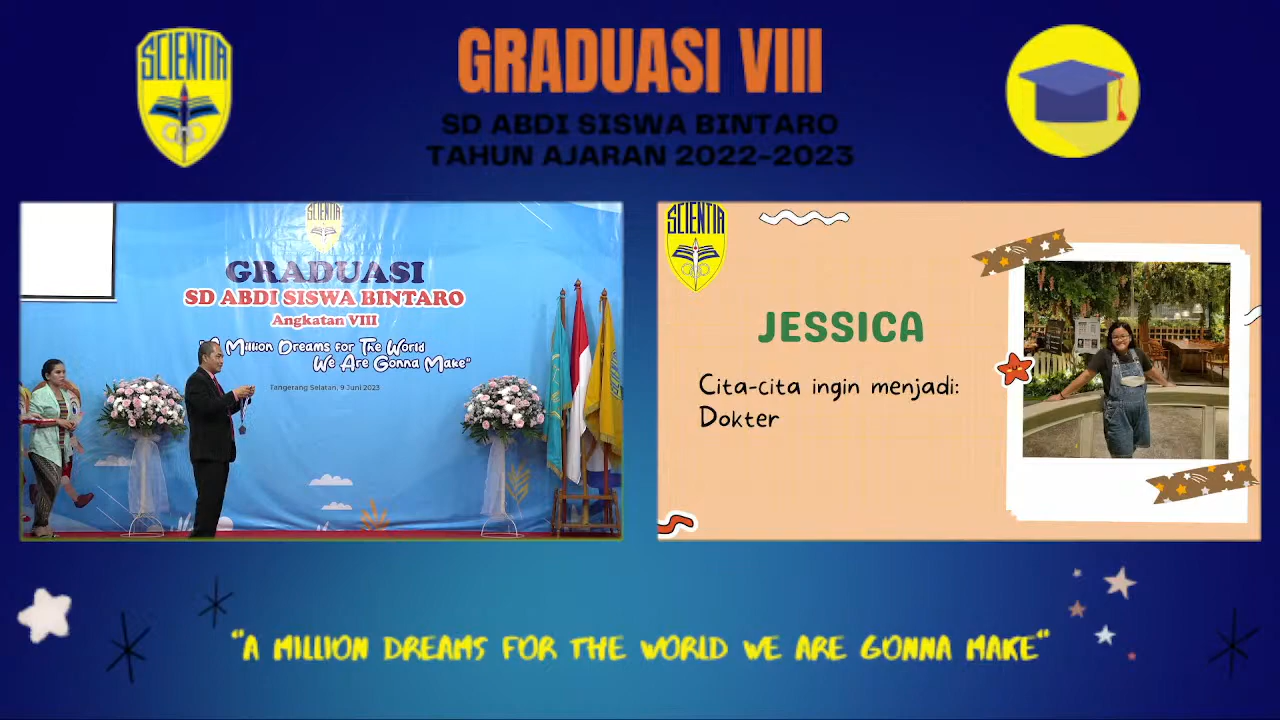 SCIENTIA
GRADUASI VIII
SD ABDI SISWA BINTARO
TAHUN AJARAN 2022-2023
SCIENTIA
GRADUASI
SD ABDI SISWA BINTARO
Angkatan VIII
Million Dreams for The World
We Are Gonna Make"
Tangerang Selatan, 9 Juni 2023
SCIENTIA
JESSICA
Cita-cita ingin menjadi:
Dokter
"A MILLION DREAMS FOR THE WORLD WE ARE GONNA MAKE"